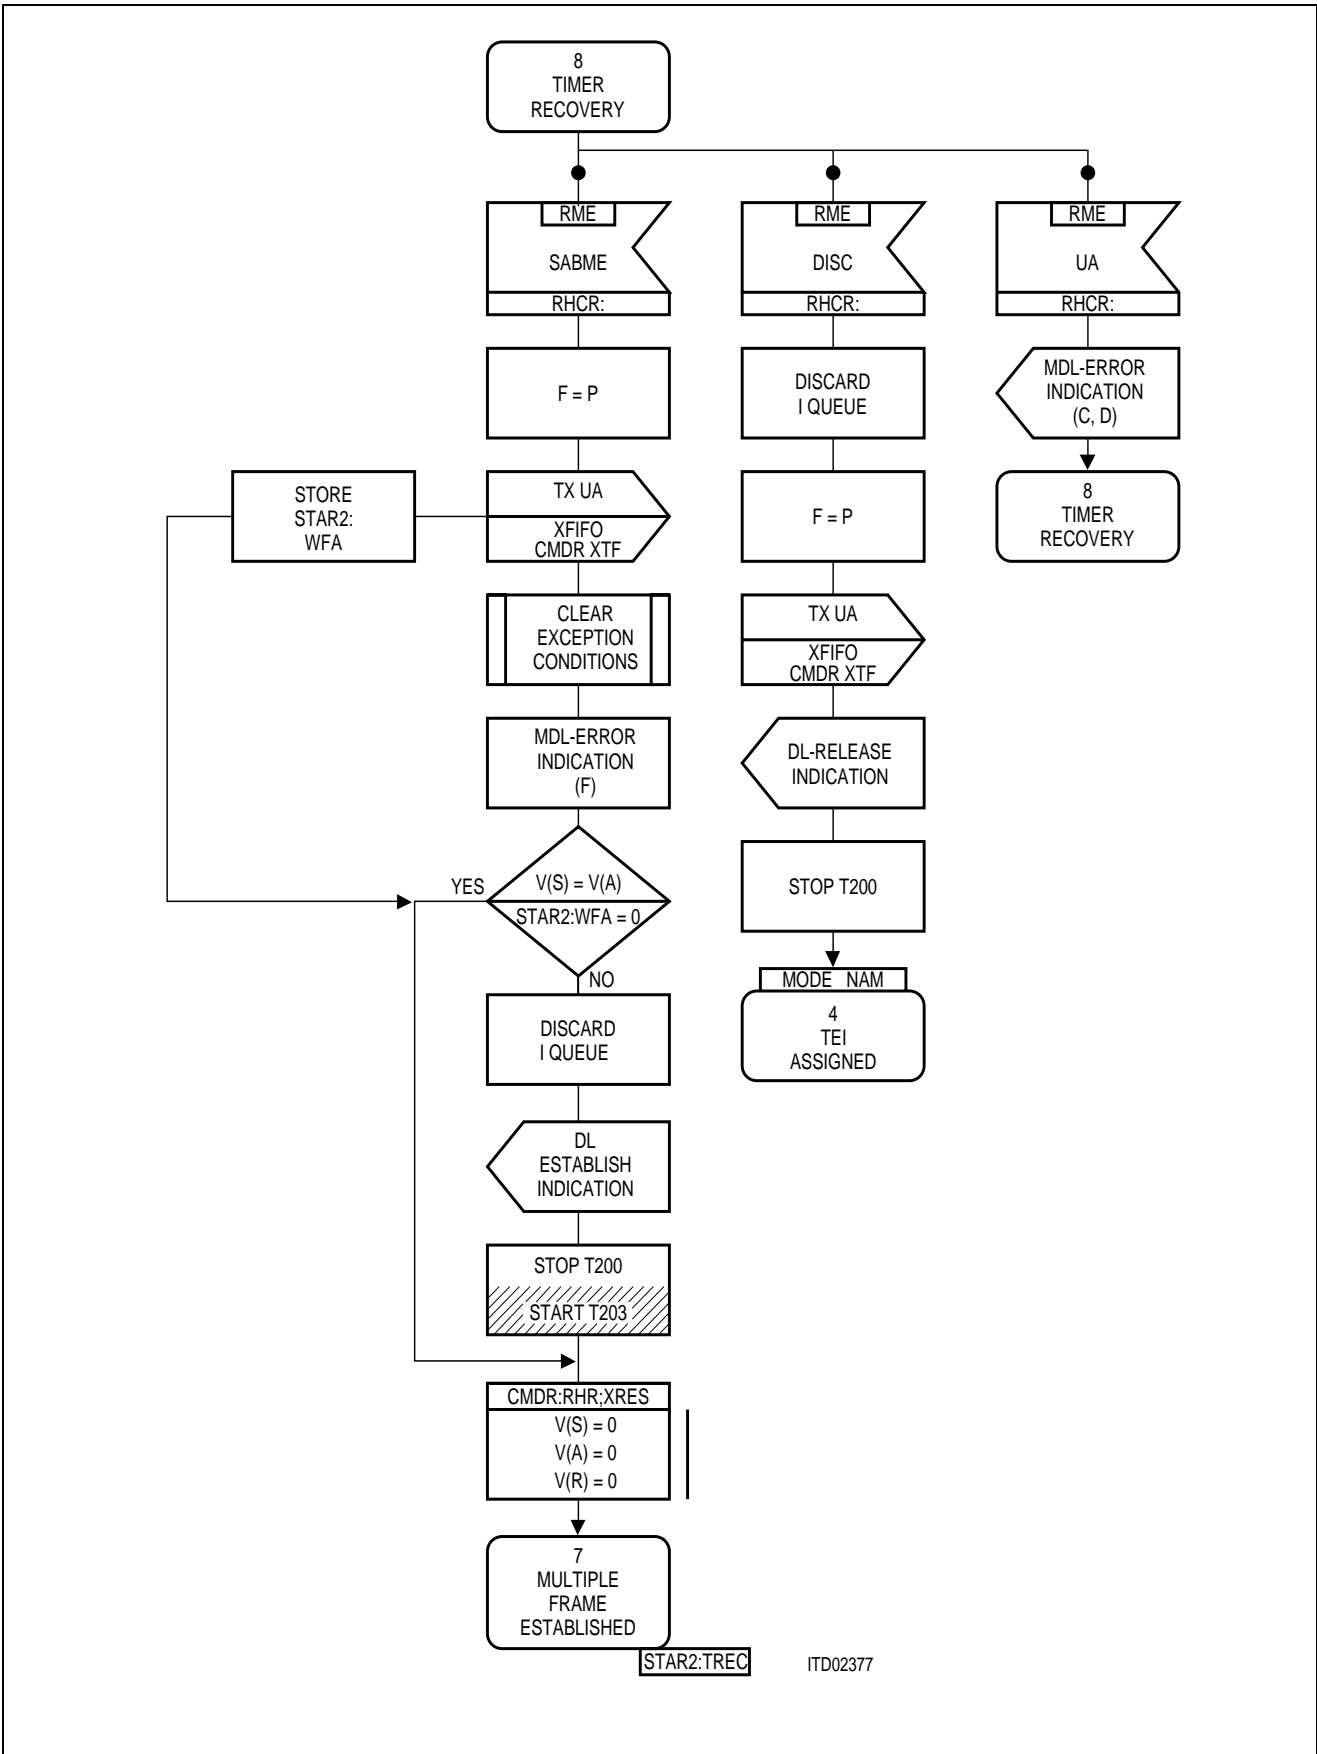 8
TIMER
RECOVERY
RME
SABME
RHCR:
RME
DISC
RHCR:
RME
UA
RHCR:
F = P
DISCARD
I QUEUE
MDL-ERROR
INDICATION
(C, D)
STORE
STAR2:
WFA
TX UA
XFIFO
CMDR XTF
F = P
8
TIMER
RECOVERY
CLEAR
EXCEPTION
CONDITIONS
TX UA
XFIFO
CMDR XTF
MDL-ERROR
INDICATION
(F)
DL-RELEASE
INDICATION
YES
V(S) = V(A)
STAR2:WFA = 0
NO
STOP T200
MODE NAM
4
TEI
ASSIGNED
DISCARD
I QUEUE
DL
ESTABLISH
INDICATION
STOP T200
START T203
CMDR:RHR;XRES
V(S) = 0
V(A) = 0
V(R) = 0
7
MULTIPLE
FRAME
ESTABLISHED
STAR2:TREC
ITD02377